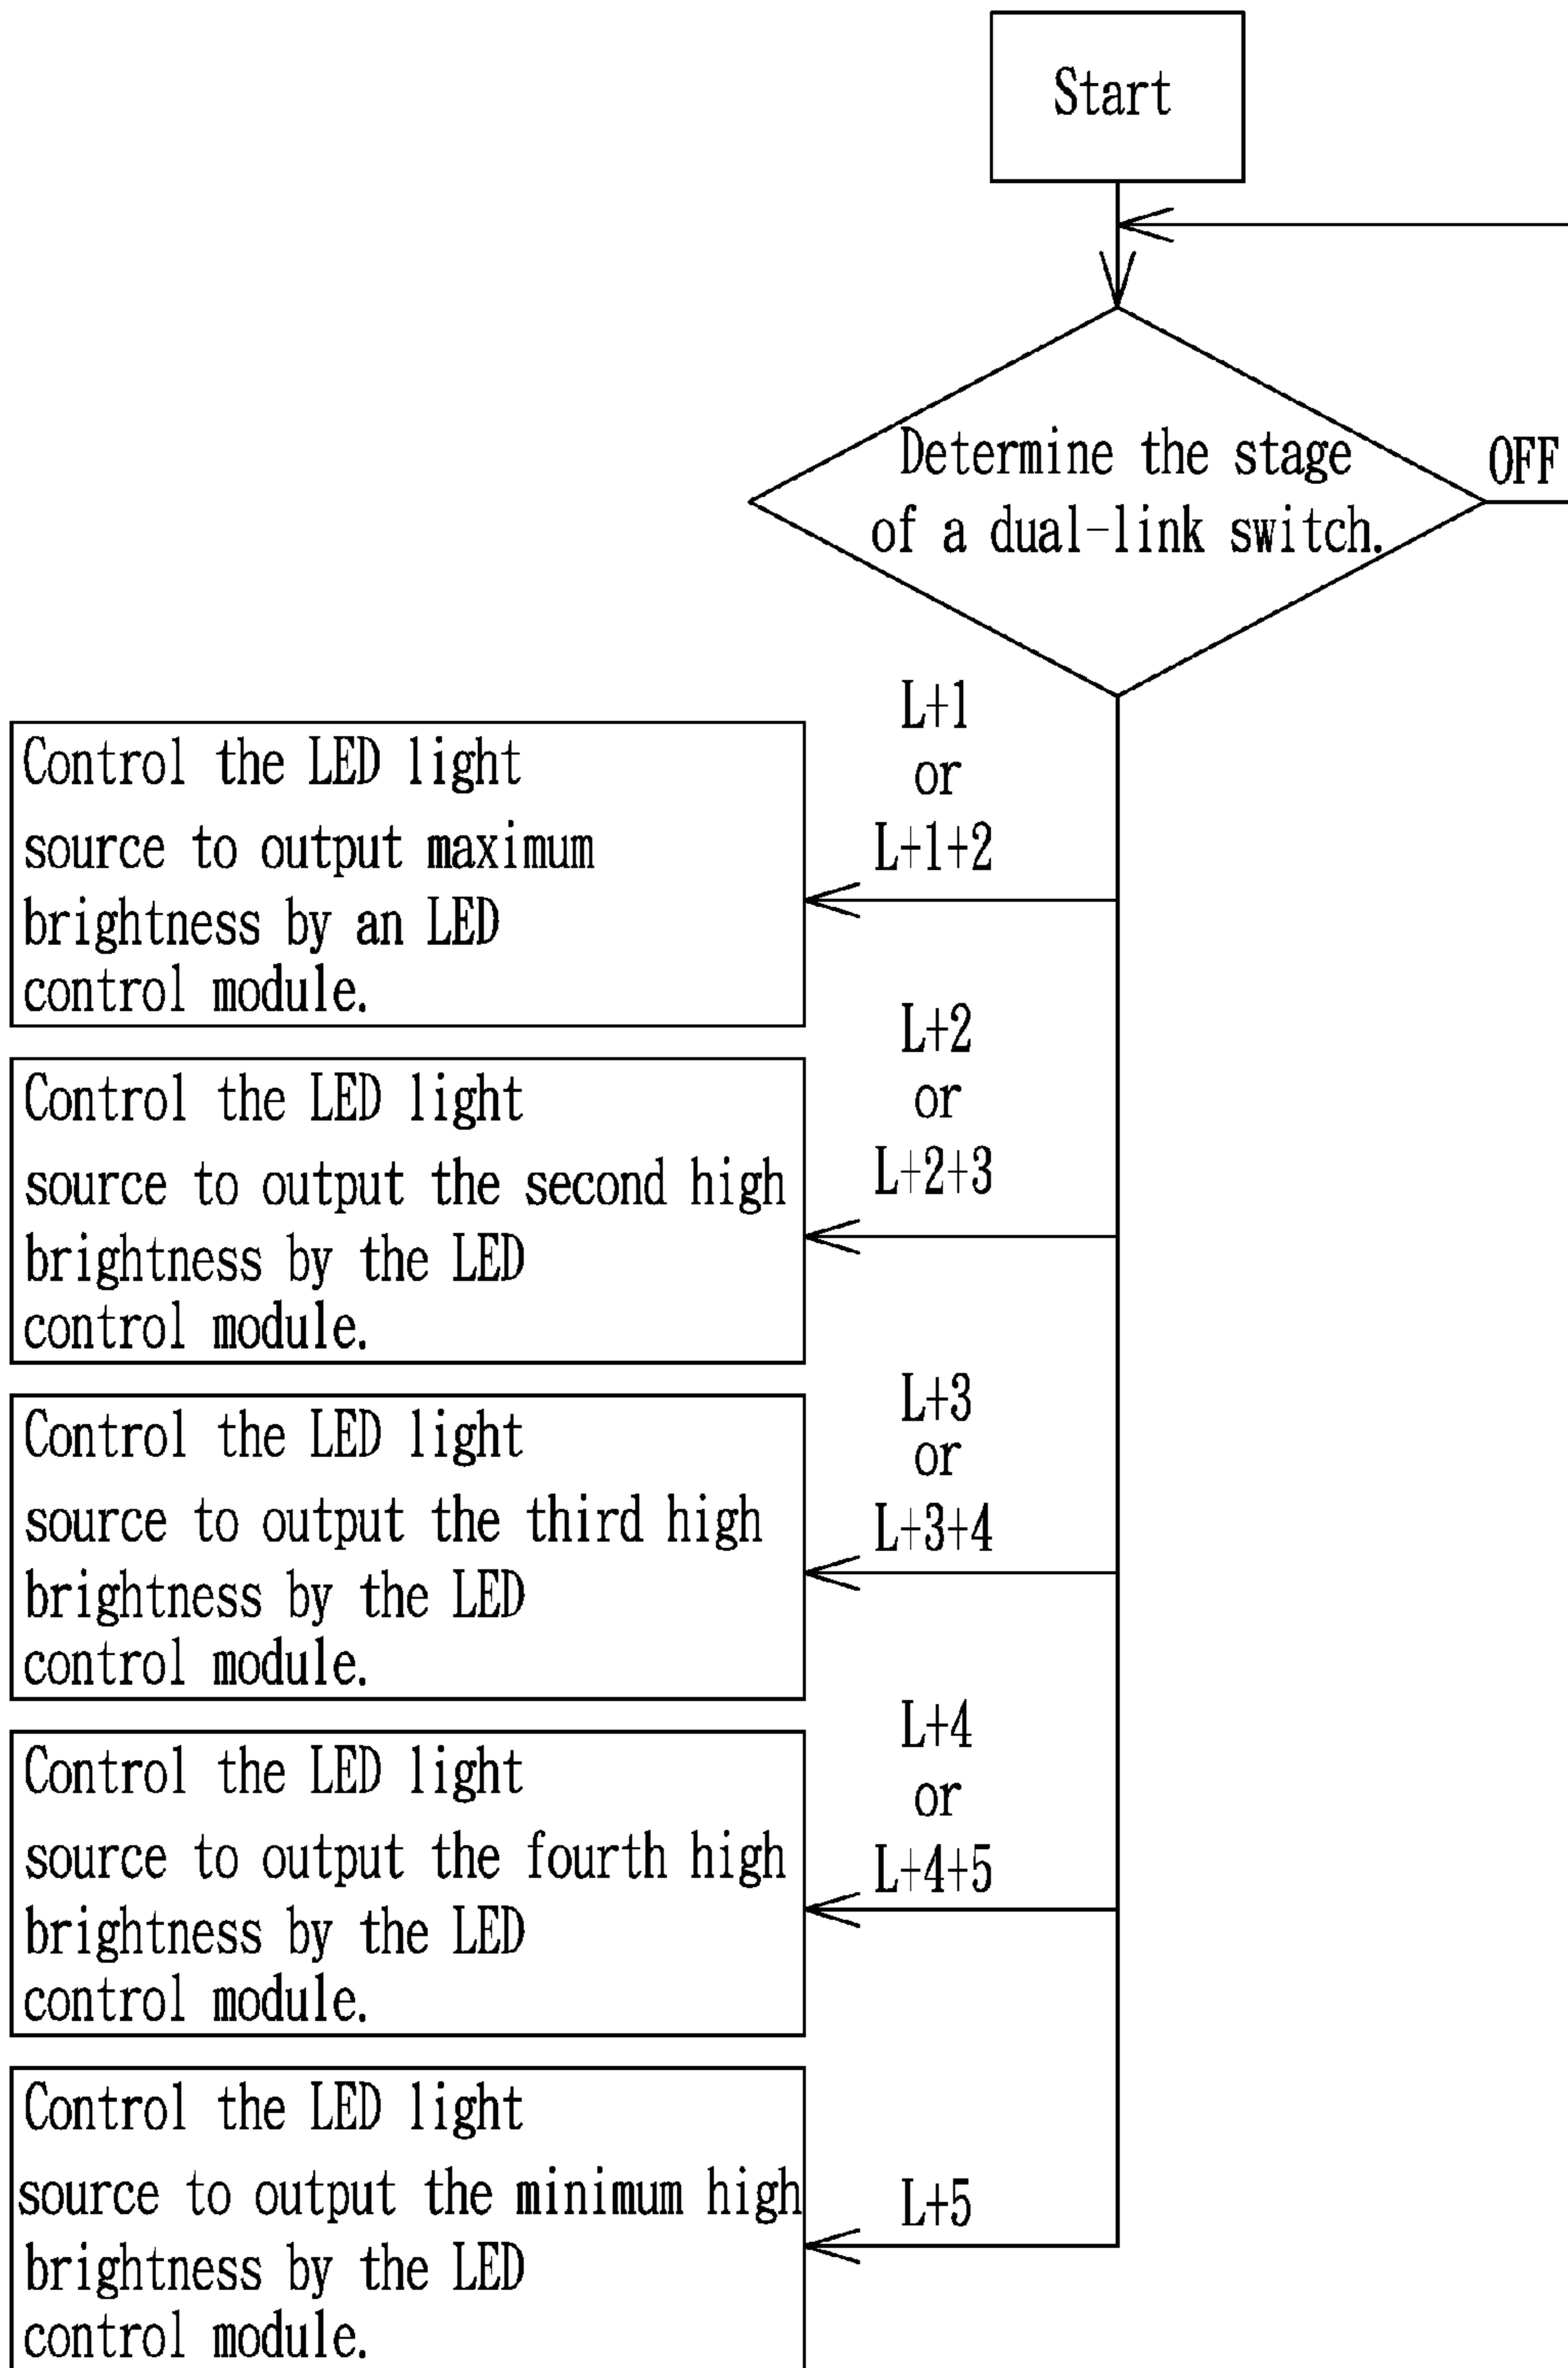 Start
Determine the stage
of a dual-link switch.
OFF
L+1
or
L+1+2
Control the LED light
source to output maximum
brightness by an LED
control module.
L+2
or
L+2+3
Control the LED light
source to output the second high
brightness by the LED
control module.
L+3
or
L+3+4
Control the LED light
source to output the third high
brightness by the LED
control module.
L+4
or
L+4+5
Control the LED light
source to output the fourth high
brightness by the LED
control module.
L+5
Control the LED light
source to output the minimum high
brightness by the LED
control module.